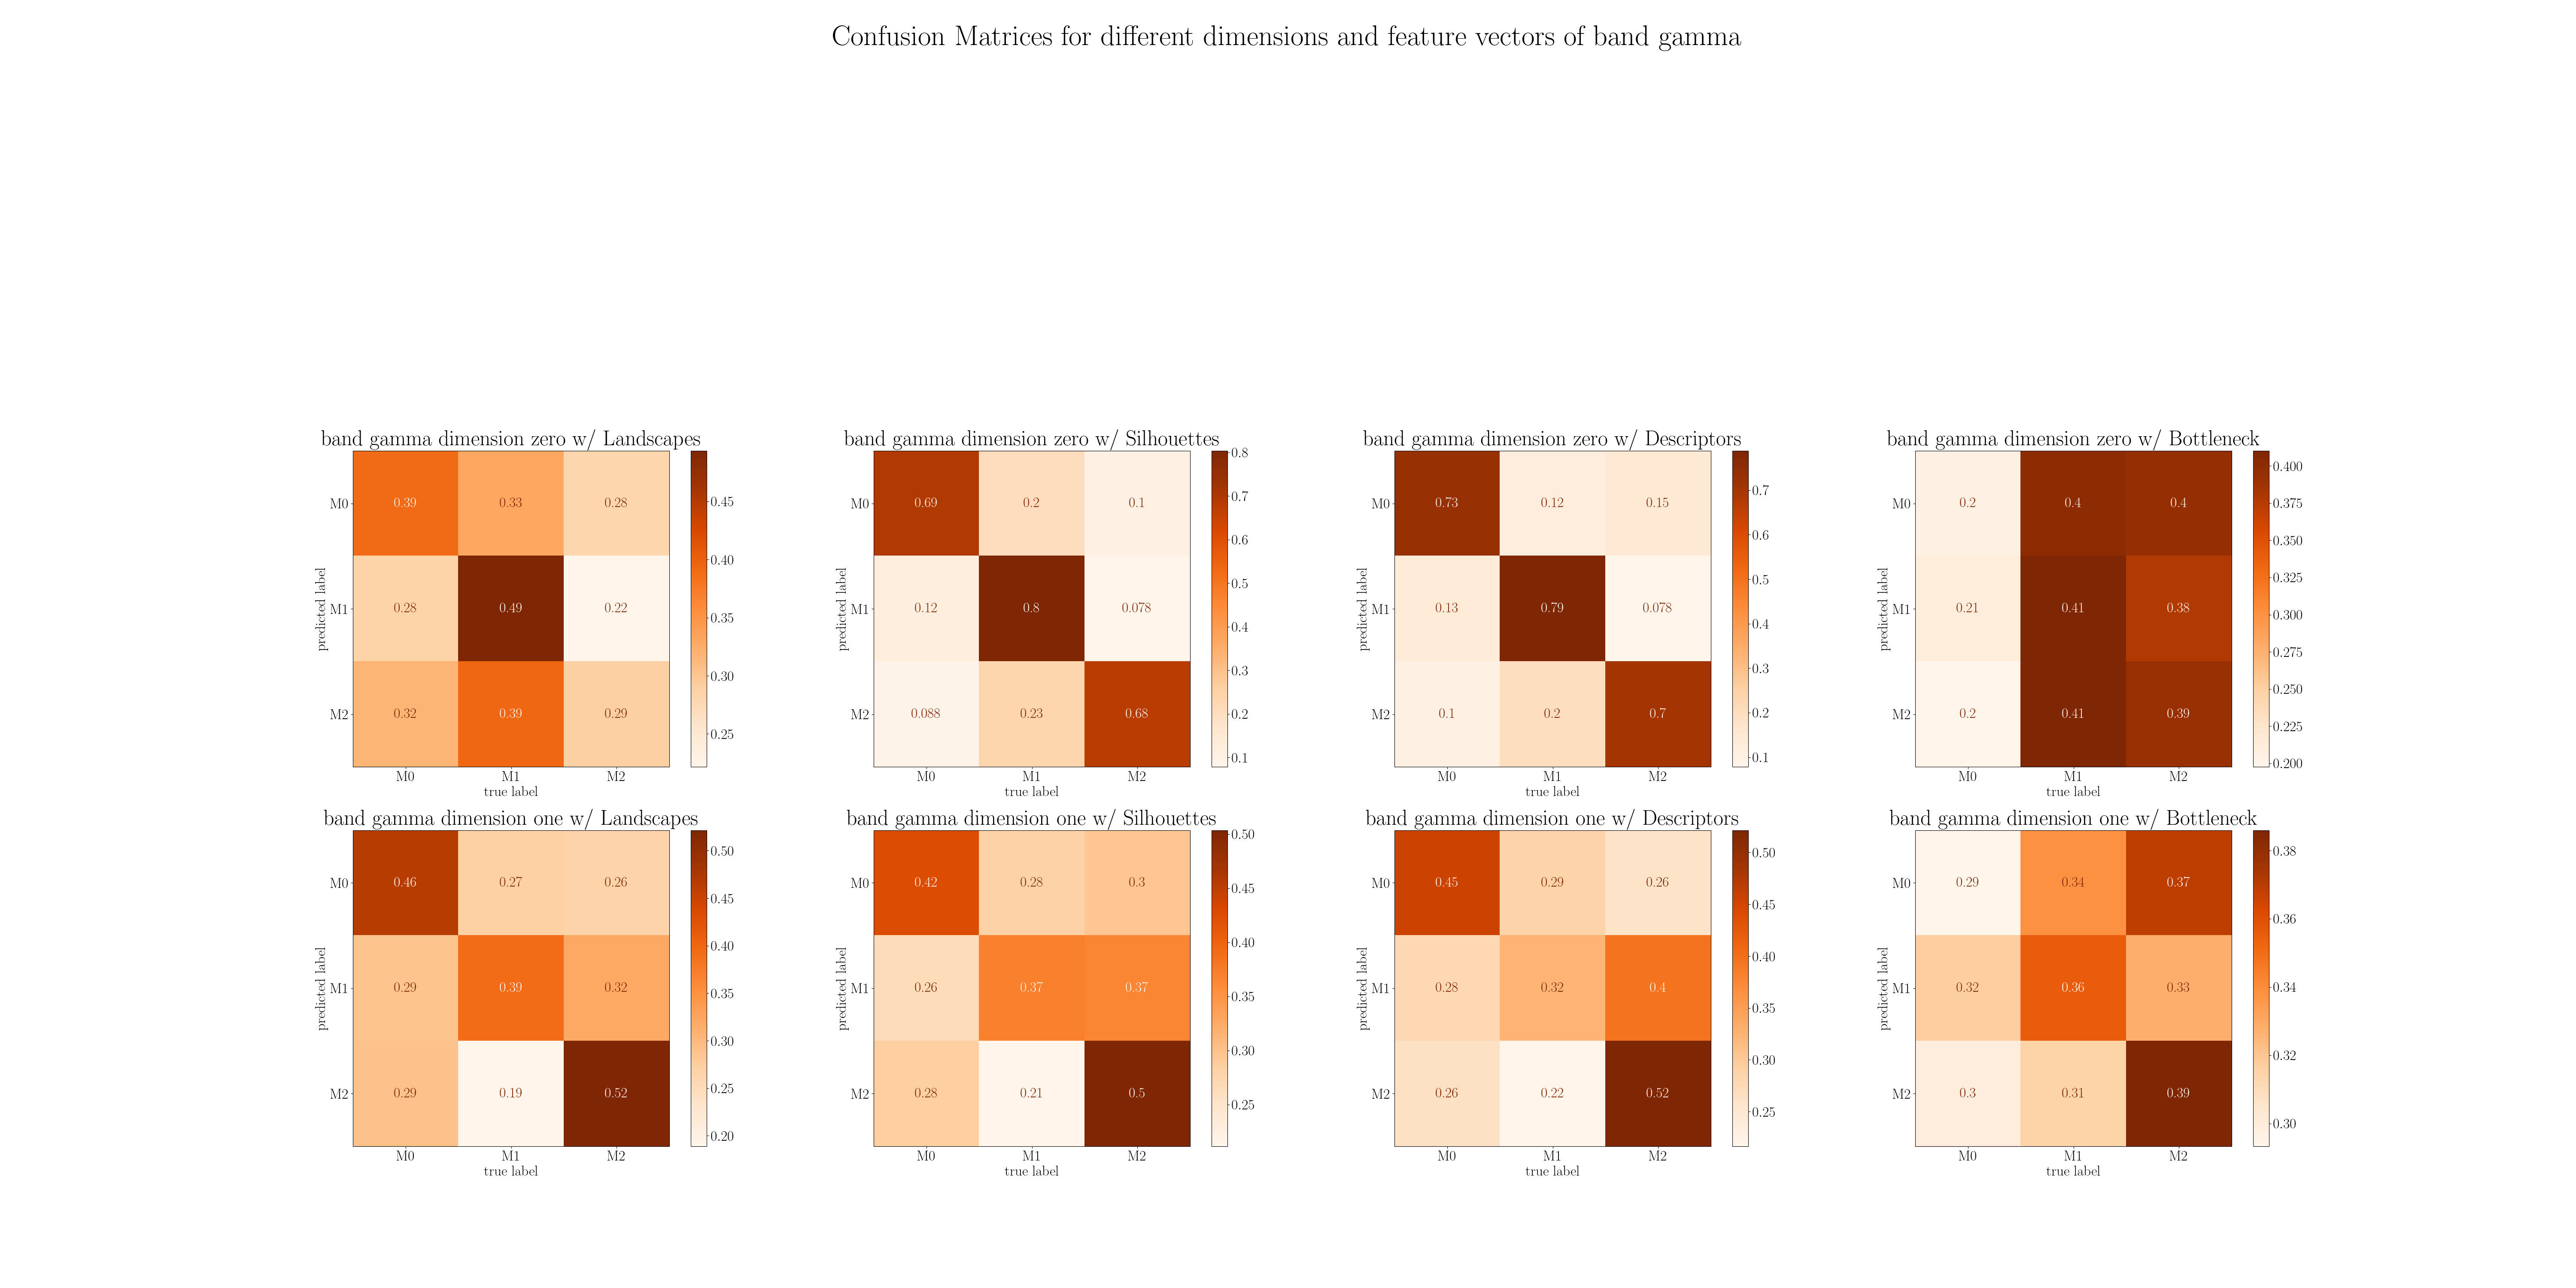 Confusion Matrices for different dimensions and feature vectors of band gamma
band gamma dimension zero w/ Landscapes
predicted label
M0 0.39 0.33 0.28
M1 0.28 0.49 0.22
M2 0.32 0.39 0.29
M0 M1 M2
true label
0.45
0.40
0.35
0.30
0.25
band gamma dimension zero w/ Silhouettes
predicted label
M0 0.69 0.2 0.1
M1 0.12 0.8 0.078
M2 0.088 0.23 0.68
M0 M1 M2
true label
0.8
0.7
0.6
0.5
0.4
0.3
0.2
0.1
band gamma dimension zero w/ Descriptors
predicted label
M0 0.73 0.12 0.15
M1 0.13 0.79 0.078
M2 0.1 0.2 0.7
M0 M1 M2
true label
0.7
0.6
0.5
0.4
0.3
0.2
0.1
band gamma dimension zero w/ Bottleneck
predicted label
M0 0.2 0.4 0.4
M1 0.21 0.41 0.38
M2 0.2 0.41 0.39
M0 M1 M2
true label
0.400
0.375
0.350
0.325
0.300
0.275
0.250
0.225
0.200
band gamma dimension one w/ Landscapes
predicted label
M0 0.46 0.27 0.26
M1 0.29 0.39 0.32
M2 0.29 0.19 0.52
M0 M1 M2
true label
0.50
0.45
0.40
0.35
0.30
0.25
0.20
band gamma dimension one w/ Silhouettes
predicted label
M0 0.42 0.28 0.3
M1 0.26 0.37 0.37
M2 0.28 0.21 0.5
M0 M1 M2
true label
0.50
0.45
0.40
0.35
0.30
0.25
band gamma dimension one w/ Descriptors
predicted label
M0 0.45 0.29 0.26
M1 0.28 0.32 0.4
M2 0.26 0.22 0.52
M0 M1 M2
true label
0.50
0.45
0.40
0.35
0.30
0.25
band gamma dimension one w/ Bottleneck
predicted label
M0 0.29 0.34 0.37
M1 0.32 0.36 0.33
M2 0.3 0.31 0.39
M0 M1 M2
true label
0.38
0.36
0.34
0.32
0.30